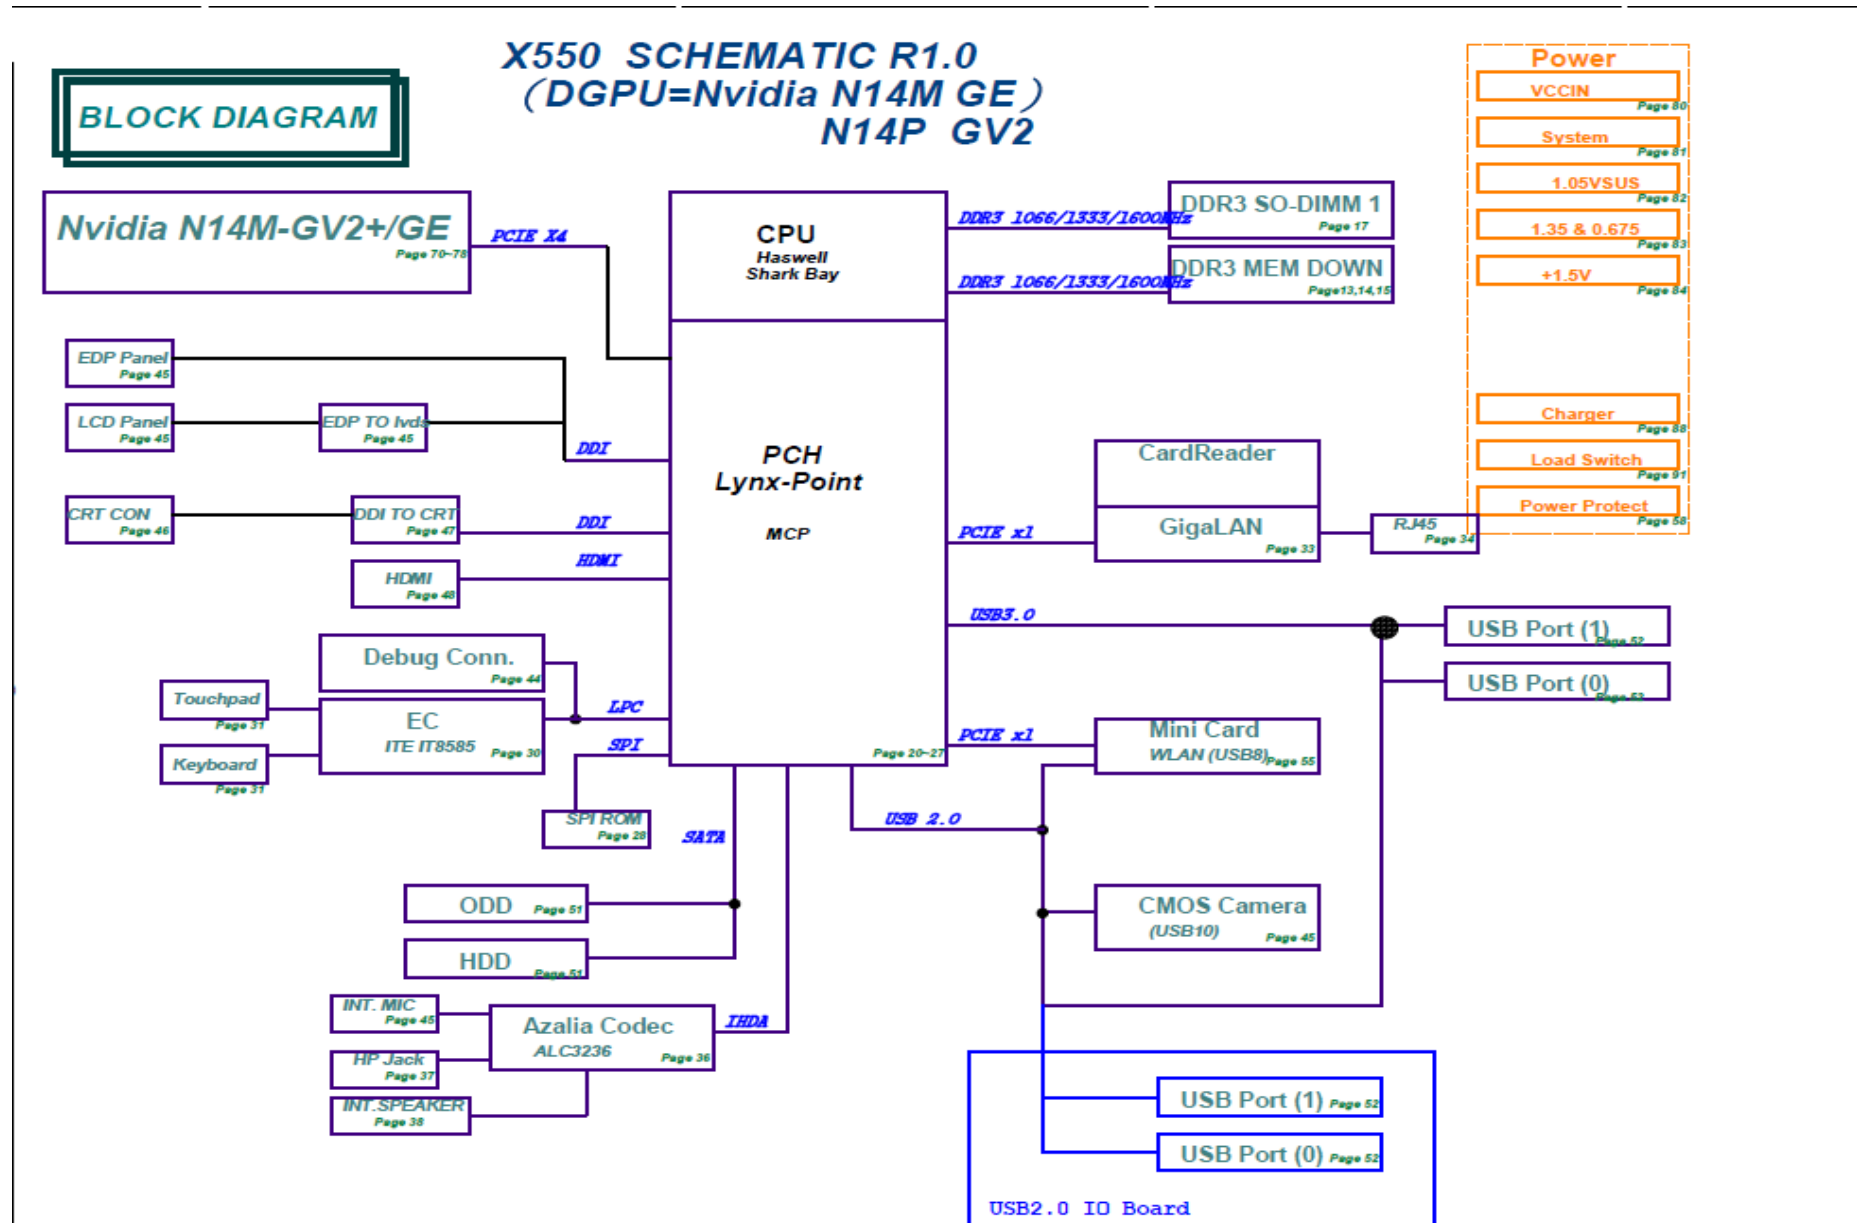 X550 SCHEMATIC R1.0
(DGPU=Nvidia N14M GE )
N14P GV2
BLOCK DIAGRAM
Power
VCCIN
Page 80
System
Page 81
1.05VSUS
Page 82
1.35 & 0.675
Page 83
+1.5V
Page 84
Charger
Page 88
Load Switch
Page 91
Power Protect
Page 58
Nvidia N14M-GV2+/GE
Page 70~78
PCIE X4
CPU
Haswell
Shark Bay
DDR3 1066/1333/1600MHz
DDR3 SO-DIMM 1
Page 17
DDR3 1066/1333/1600MHz
DDR3 MEM DOWN
Page13,14,15
EDP Panel
Page 45
LCD Panel
Page 45
EDP TO lvds
Page 45
DDI
PCH
Lynx-Point
MCP
Page 20~27
CRT CON
Page 46
DDI TO CRT
Page 47
DDI
HDMI
HDMI
Page 48
CardReader
GigaLAN
Page 33
PCIE x1
RJ45
Page 34
USB3.0
USB Port (1)
Page 52
USB Port (0)
Page 53
Debug Conn.
Page 44
Touchpad
Page 31
EC
ITE IT8585
Page 30
Keyboard
Page 31
LPC
SPI
SPI ROM
Page 28
PCIE x1
Mini Card
WLAN (USB8)
Page 55
USB 2.0
SATA
ODD
Page 51
HDD
Page 51
CMOS Camera
(USB10)
Page 45
INT. MIC
Page 45
HP Jack
Page 37
INT.SPEAKER
Page 38
Azalia Codec
ALC3236
Page 36
IHDA
USB Port (1) Page 52
USB Port (0) Page 52
USB2.0 IO Board